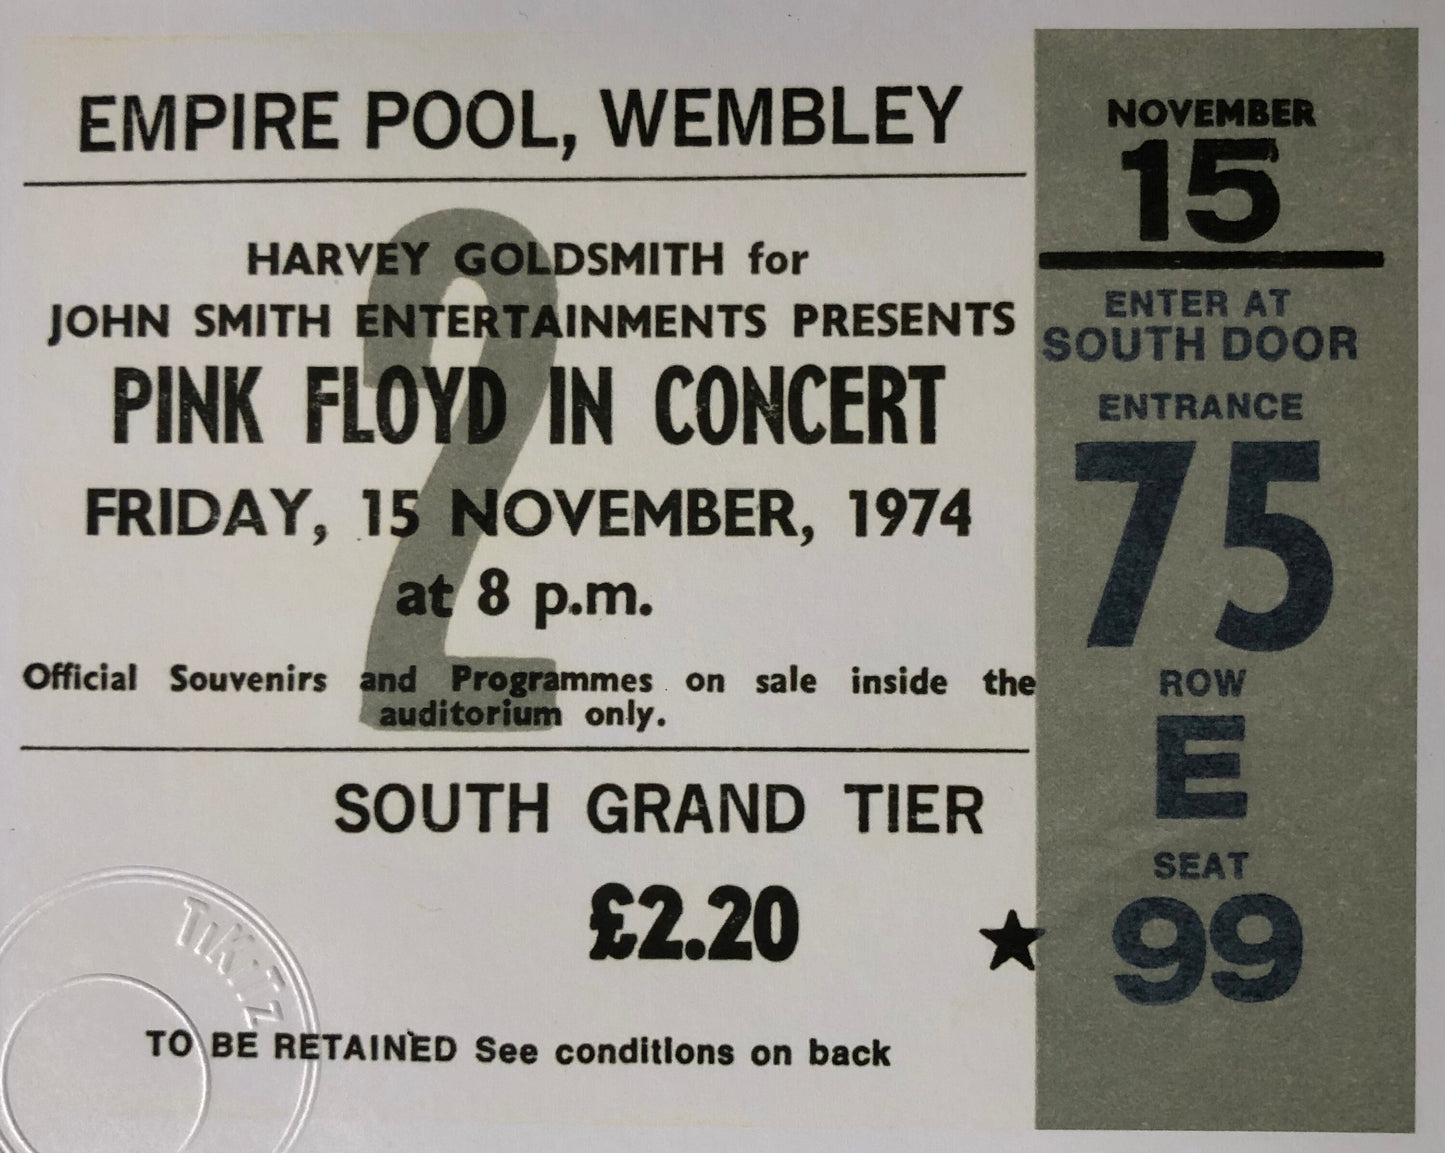 EMPIRE POOL, WEMBLEY
HARVEY GOLDSMITH for
JOHN SMITH ENTERTAINMENTS PRESENTS
PINK FLOYD IN CONCERT
FRIDAY, 15 NOVEMBER, 1974
at 8 p.m.
2
Official Souvenirs and Programmes on sale inside the
auditorium only.
SOUTH GRAND TIER
£2.20
TO BE RETAINED See conditions on back
TiKiTz
NOVEMBER
15
ENTER AT
SOUTH DOOR
ENTRANCE
75
ROW
E
SEAT
99